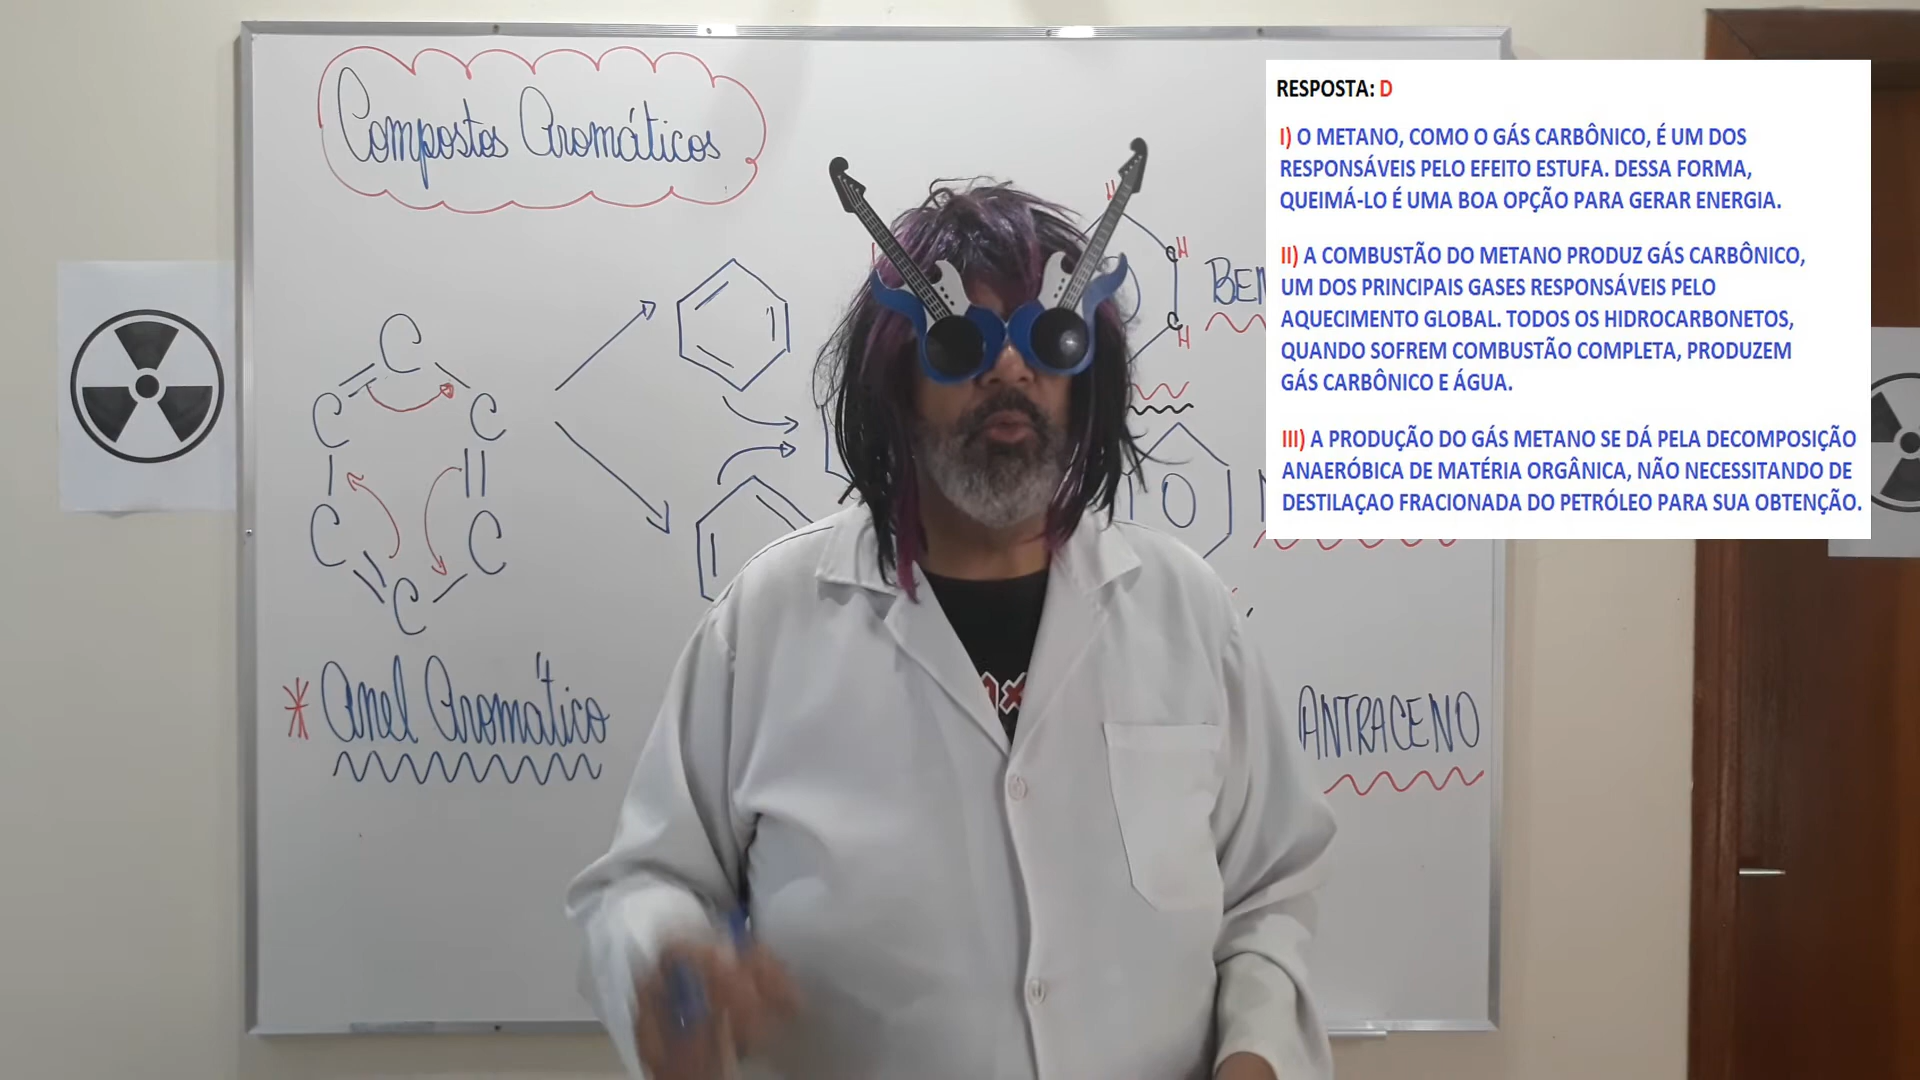 Compostos Aromáticos
C
C
C
C
C
C
* Anel Aromático
H
H
C
C
H
ANTRACENO
RESPOSTA: D
I) O METANO, COMO O GÁS CARBÔNICO, É UM DOS
RESPONSÁVEIS PELO EFEITO ESTUFA. DESSA FORMA,
QUEIMÁ-LO É UMA BOA OPÇÃO PARA GERAR ENERGIA.
II) A COMBUSTÃO DO METANO PRODUZ GÁS CARBÔNICO,
UM DOS PRINCIPAIS GASES RESPONSÁVEIS PELO
AQUECIMENTO GLOBAL. TODOS OS HIDROCARBONETOS,
QUANDO SOFREM COMBUSTÃO COMPLETA, PRODUZEM
GÁS CARBÔNICO E ÁGUA.
III) A PRODUÇÃO DO GÁS METANO SE DÁ PELA DECOMPOSIÇÃO
ANAERÓBICA DE MATÉRIA ORGÂNICA, NÃO NECESSITANDO DE
DESTILAÇAO FRACIONADA DO PETRÓLEO PARA SUA OBTENÇÃO.